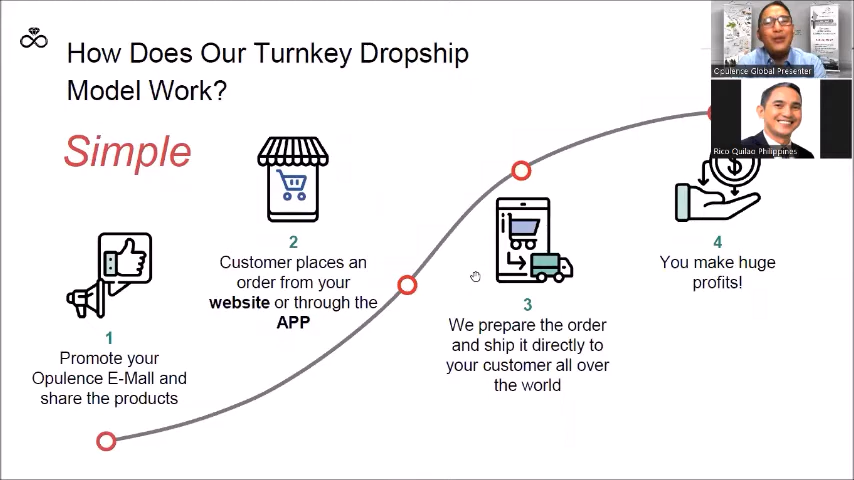 How Does Our Turnkey Dropship
Model Work?
Simple
1
Promote your
Opulence E-Mall and
share the products
2
Customer places an
order from your
website or through the
APP
3
We prepare the order
and ship it directly to
your customer all over
the world
4
You make huge
profits!
Opulence Global Presenter
Rico Quilao Philippines